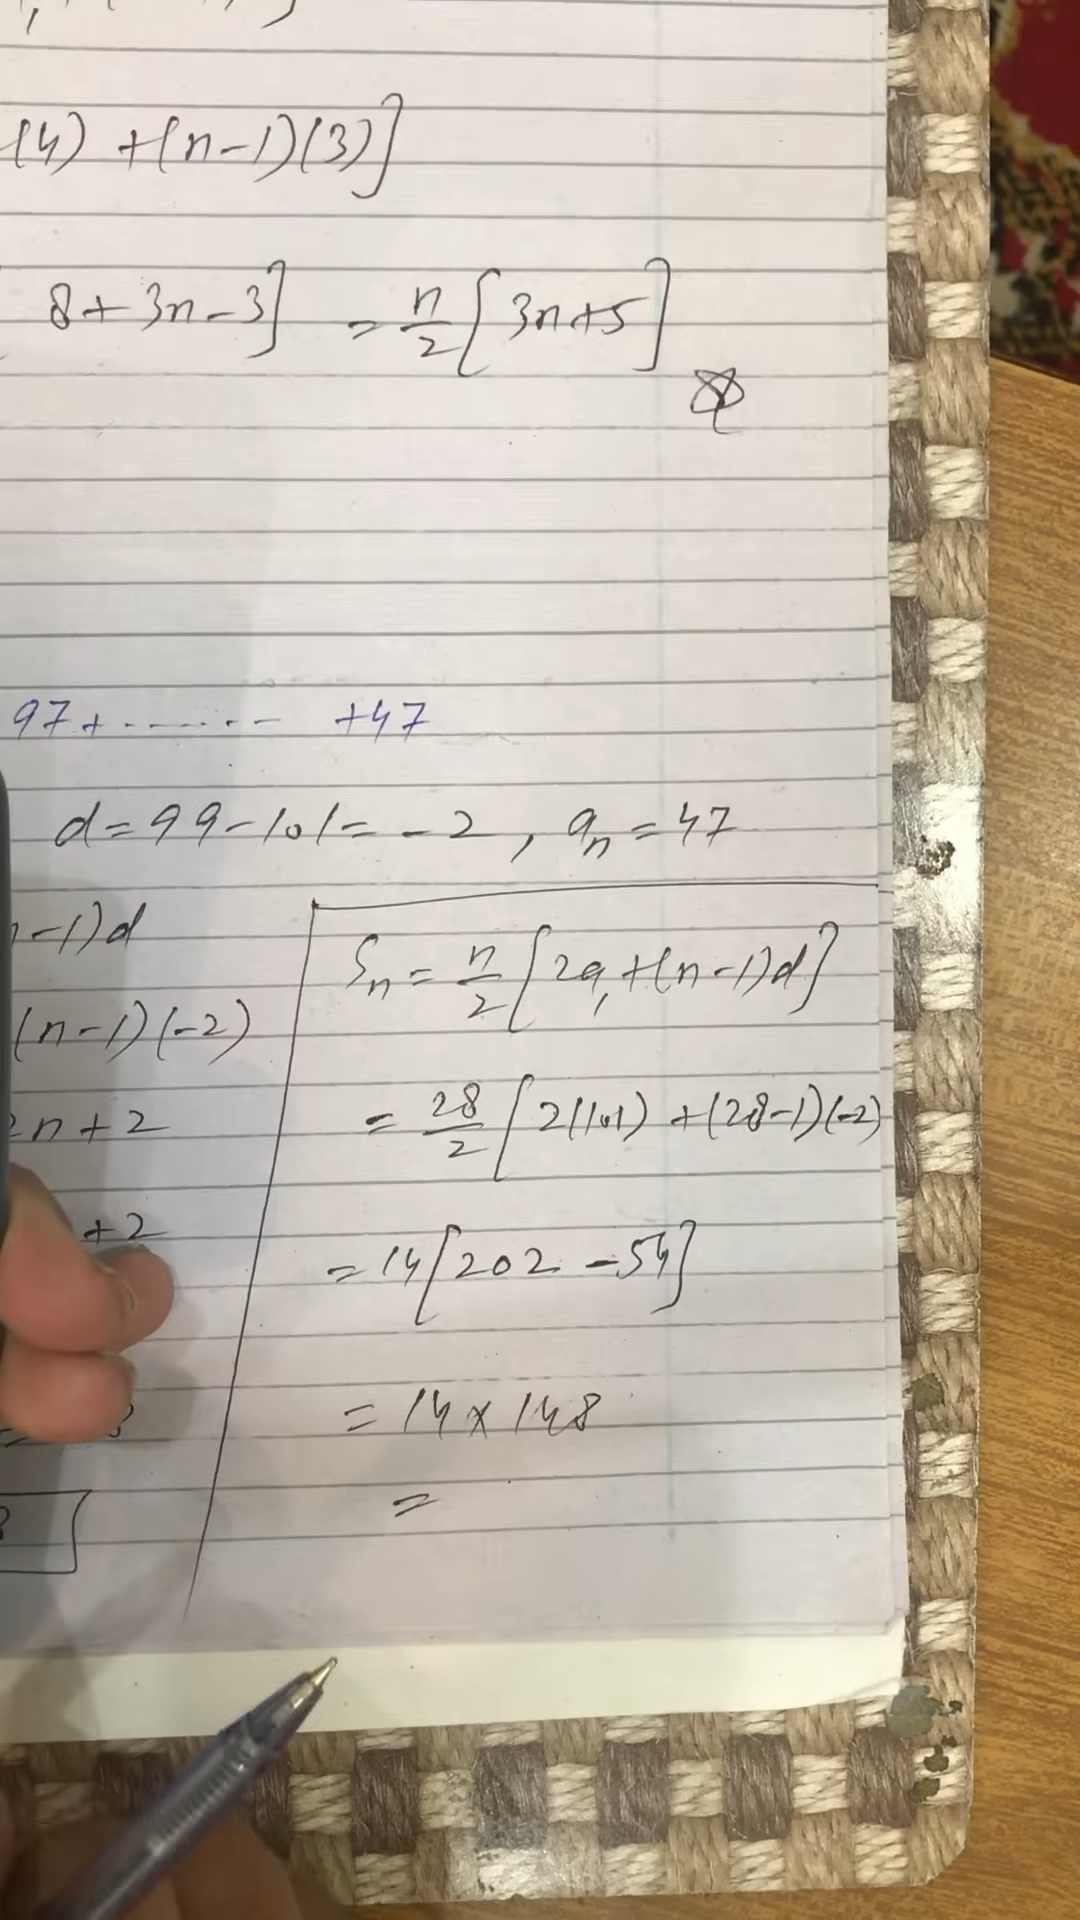 (4) +(n-1)(3)]
8+3n-3] = n/2 [3n+5]
97+ ...... +47
d=99-101=-2, an=47
n-1)d
(n-1)(-2)
2n+2
+2
Sn = n/2 [2a1+(n-1)d]
= 28/2 [2(101) +(28-1)(-2)
= 14[202 -54]
= 14×148
=